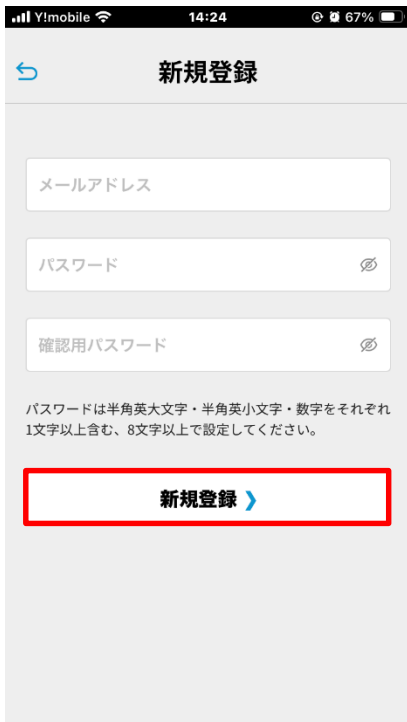 Y!mobile 14:24 67%
新規登録
メールアドレス
パスワード
確認用パスワード
パスワードは半角英大文字・半角英小文字・数字をそれぞれ
1文字以上含む、8文字以上で設定してください。
新規登録 ❯